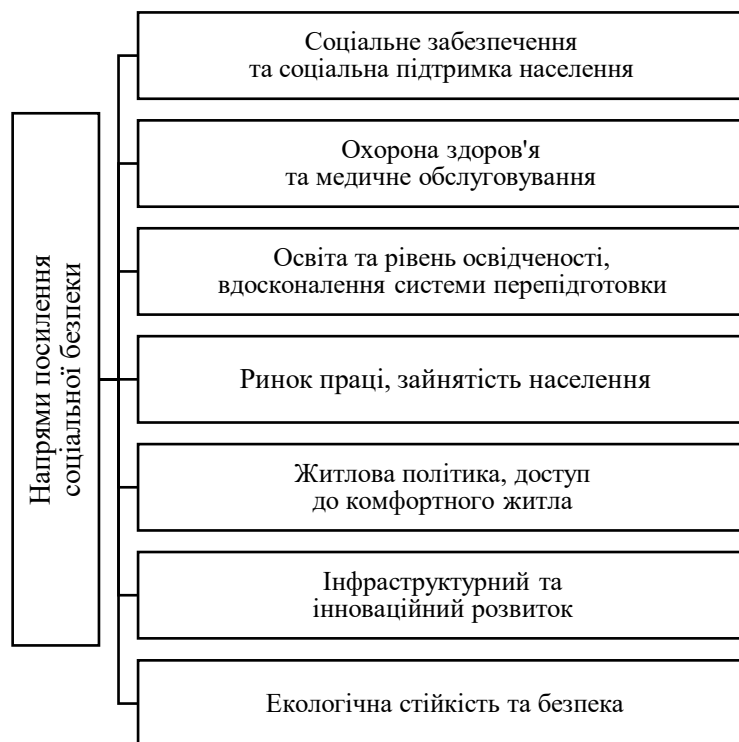 Напрями посилення
соціальної безпеки
Соціальне забезпечення
та соціальна підтримка населення
Охорона здоров'я
та медичне обслуговування
Освіта та рівень освідченості,
вдосконалення системи перепідготовки
Ринок праці, зайнятість населення
Житлова політика, доступ
до комфортного житла
Інфраструктурний та
інноваційний розвиток
Екологічна стійкість та безпека